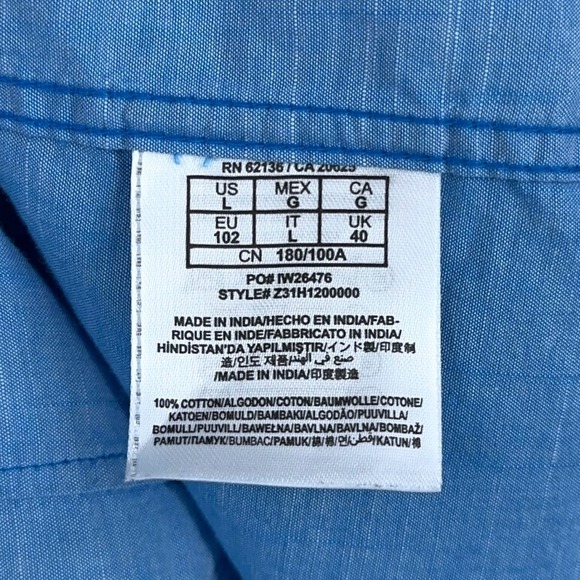 RN 62136 / CA 20625
US MEX CA
L G G
EU IT UK
102 L 40
CN 180/100A
PO# IW26476
STYLE# Z31H1200000
MADE IN INDIA/HECHO EN INDIA/FAB-
RIQUE EN INDE/FABBRICATO IN INDIA/
HİNDİSTAN'DA YAPILMIŞTIR/インド製/印度制
造/인도 제품/صنع في الهند
/MADE IN INDIA/印度製
100% COTTON/ALGODON/COTON/BAUMWOLLE/COTONE/
KATOEN/BOMULD/BAMBAKI/ALGODÃO/PUUVILLA/
BOMULL/PUUVILL/BAWEŁNA/BAVLNA/BAVLNA/BOMBAŽ/
PAMUT/ПАМУК/BUMBAC/PAMUK/綿/棉/면/قطن/KATUN/棉